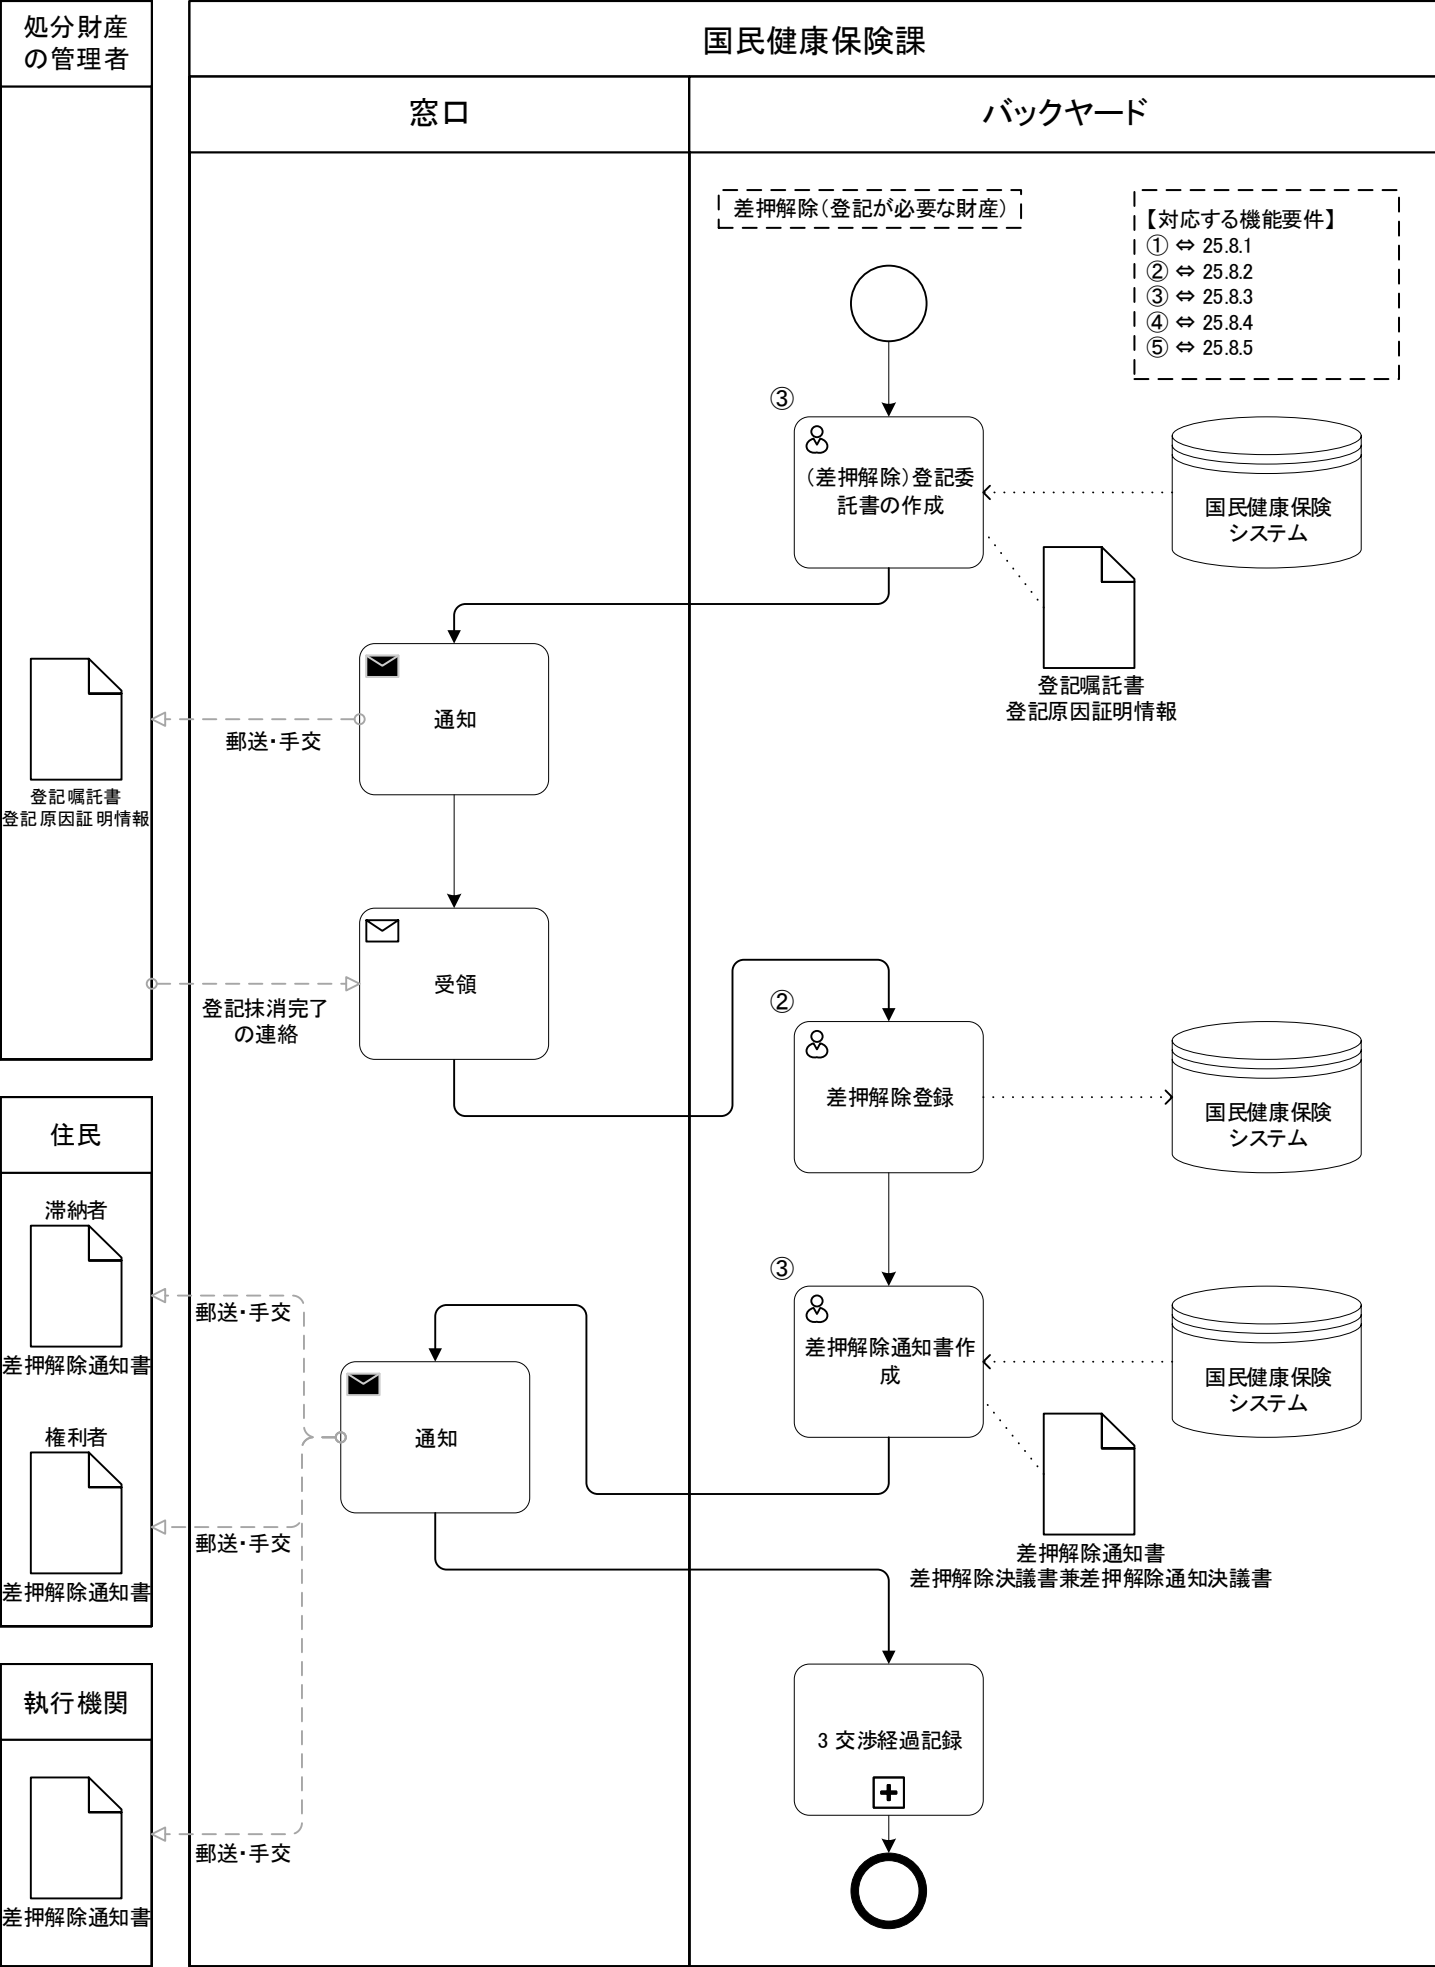 処分財産
の管理者
国民健康保険課
窓口
バックヤード
差押解除（登記が必要な財産）
【対応する機能要件】
① ⇔ 25.8.1
② ⇔ 25.8.2
③ ⇔ 25.8.3
④ ⇔ 25.8.4
⑤ ⇔ 25.8.5
③
（差押解除）登記委
託書の作成
国民健康保険
システム
登記嘱託書
登記原因証明情報
通知
郵送・手交
登記嘱託書
登記原因証明情報
受領
登記抹消完了
の連絡
②
差押解除登録
国民健康保険
システム
住民
滞納者
差押解除通知書
郵送・手交
③
差押解除通知書作
成
国民健康保険
システム
通知
権利者
差押解除通知書
郵送・手交
差押解除通知書
差押解除決議書兼差押解除通知決議書
執行機関
差押解除通知書
郵送・手交
3 交渉経過記録